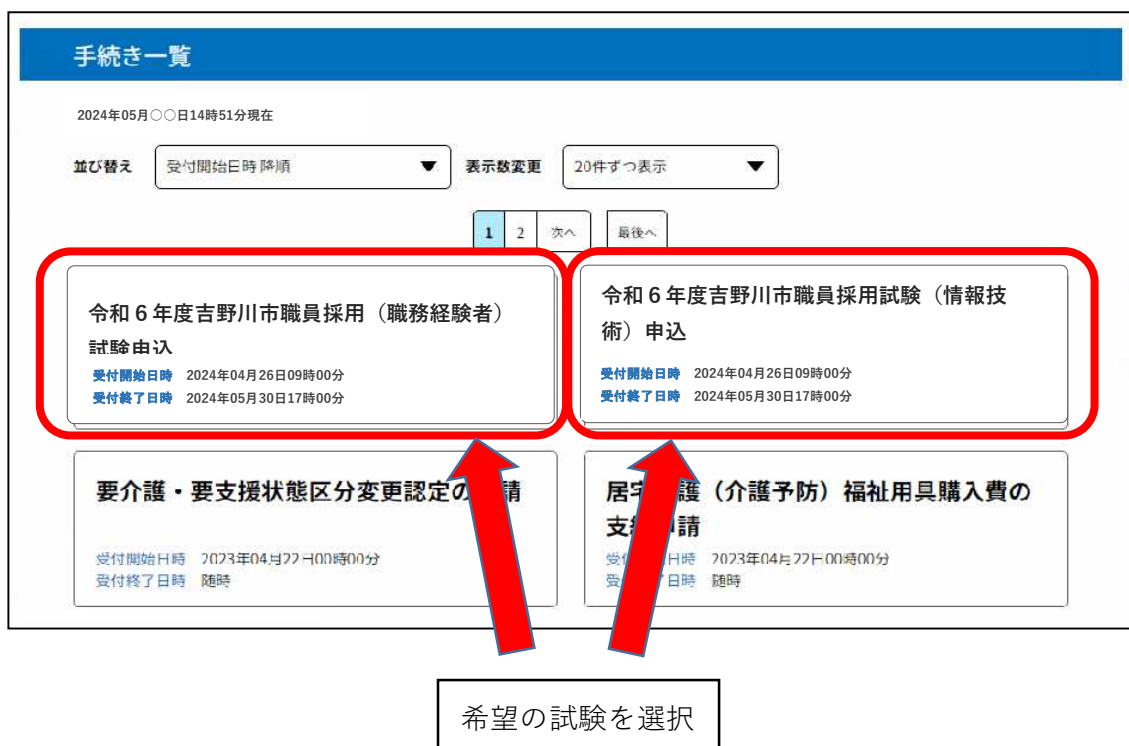 手続き一覧
2024年05月○○日14時51分現在
並び替え 受付開始日時 降順 ▼ 表示数変更 20件ずつ表示 ▼
1 2 次へ 最後へ
令和６年度吉野川市職員採用（職務経験者）
試験申込
受付開始日時 2024年04月26日09時00分
受付終了日時 2024年05月30日17時00分
令和６年度吉野川市職員採用試験（情報技
術）申込
受付開始日時 2024年04月26日09時00分
受付終了日時 2024年05月30日17時00分
要介護・要支援状態区分変更認定の 請
受付開始日時 2023年04月22日00時00分
受付終了日時 随時
居宅 護（介護予防）福祉用具購入費の
支給 請
受 日時 2023年04月22日00時00分
受 了日時 随時
希望の試験を選択